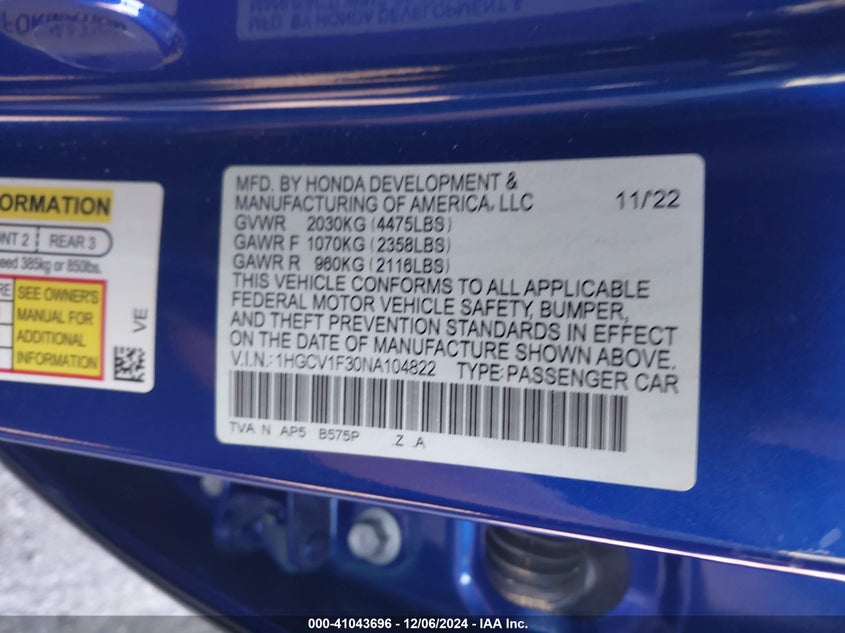 ORMATION
NT 2 REAR 3
eed 385kg or 850lbs.
RE
SEE OWNER'S
MANUAL FOR
ADDITIONAL
INFORMATION
VE
MFD. BY HONDA DEVELOPMENT &
MANUFACTURING OF AMERICA, LLC 11/'22
GVWR 2030KG (4475LBS)
GAWR F 1070KG (2358LBS)
GAWR R 960KG (2116LBS)
THIS VEHICLE CONFORMS TO ALL APPLICABLE
FEDERAL MOTOR VEHICLE SAFETY, BUMPER,
AND THEFT PREVENTION STANDARDS IN EFFECT
ON THE DATE OF MANUFACTURE SHOWN ABOVE.
V.I.N.: 1HGCV1F30NA104822 TYPE: PASSENGER CAR
TVA N AP5 B575P .Z .A
000-41043696 - 12/06/2024 - IAA Inc.